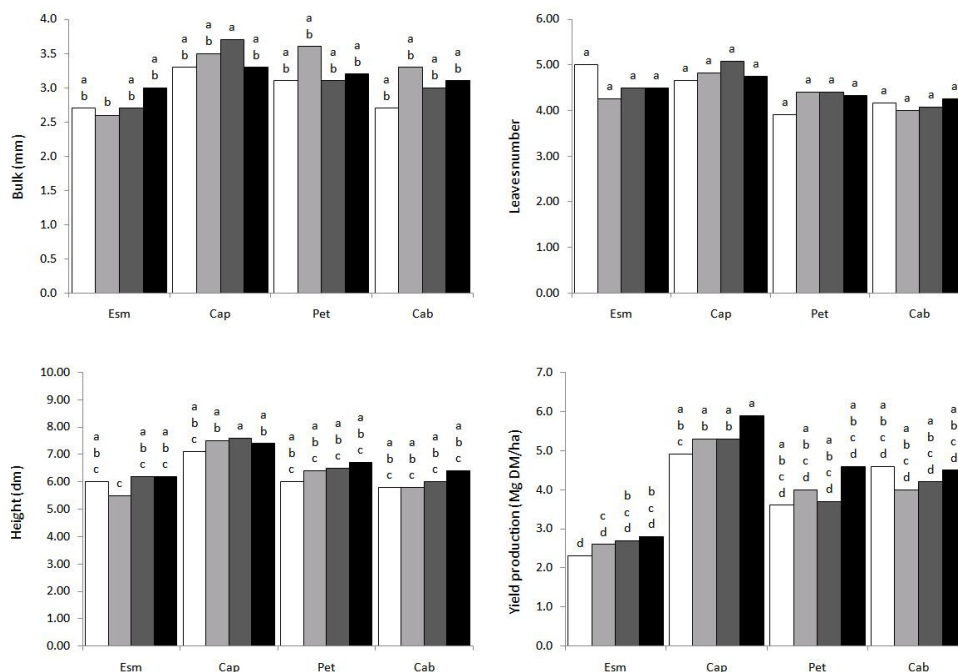 Bulk (mm)
4.0
3.5
3.0
2.5
2.0
1.5
1.0
0.5
0.0
a
b
b
a
b
a
b
a
b
a
b
a
a
b
a
b
a
b
a
b
a
b
a
b
a
b
a
b
a
b
Esm Cap Pet Cab
Leavesnumber
6.00
5.00
4.00
3.00
2.00
1.00
0.00
a a a a a a a a a a a a a a a a
Esm Cap Pet Cab
Height (dm)
10.00
9.00
8.00
7.00
6.00
5.00
4.00
3.00
2.00
1.00
0.00
a
b
c
c
a
b
c
a
b
c
a
b
c
a
b
a
a
b
a
b
c
a
b
c
a
b
c
a
b
c
a
b
c
a
b
c
a
b
c
a
b
c
Esm Cap Pet Cab
Yield production (Mg DM/ha)
7.0
6.0
5.0
4.0
3.0
2.0
1.0
0.0
d
c
d
b
c
d
b
c
d
a
b
c
a
b
a
b
a
a
b
c
d
a
b
c
d
a
b
c
d
a
b
c
d
a
b
c
d
a
b
c
d
a
b
c
d
a
b
c
d
Esm Cap Pet Cab